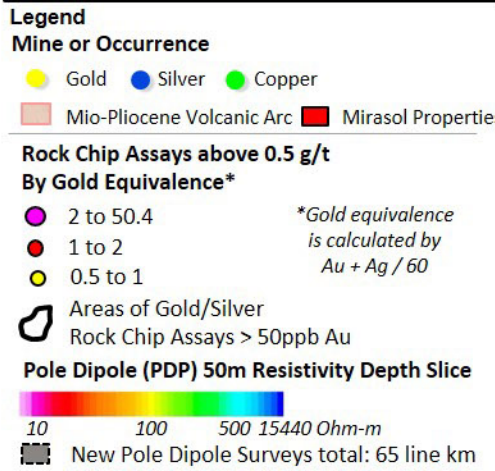 Legend
Mine or Occurrence
Gold Silver Copper
Mio-Pliocene Volcanic Arc Mirasol Propertie
Rock Chip Assays above 0.5 g/t
By Gold Equivalence*
2 to 50.4
1 to 2
0.5 to 1
*Gold equivalence
is calculated by
Au + Ag / 60
Areas of Gold/Silver
Rock Chip Assays > 50ppb Au
Pole Dipole (PDP) 50m Resistivity Depth Slice
10 100 500 15440 Ohm-m
New Pole Dipole Surveys total: 65 line km